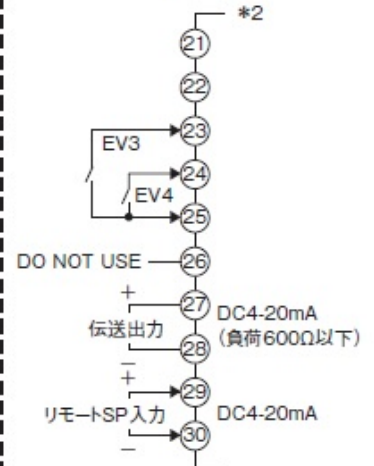 *2
21
22
23
EV3
24
EV4
25
DO NOT USE
26
+
27
伝送出力
DC4-20mA
(負荷600Ω以下)
28
−
+
29
リモートSP入力
DC4-20mA
30
−